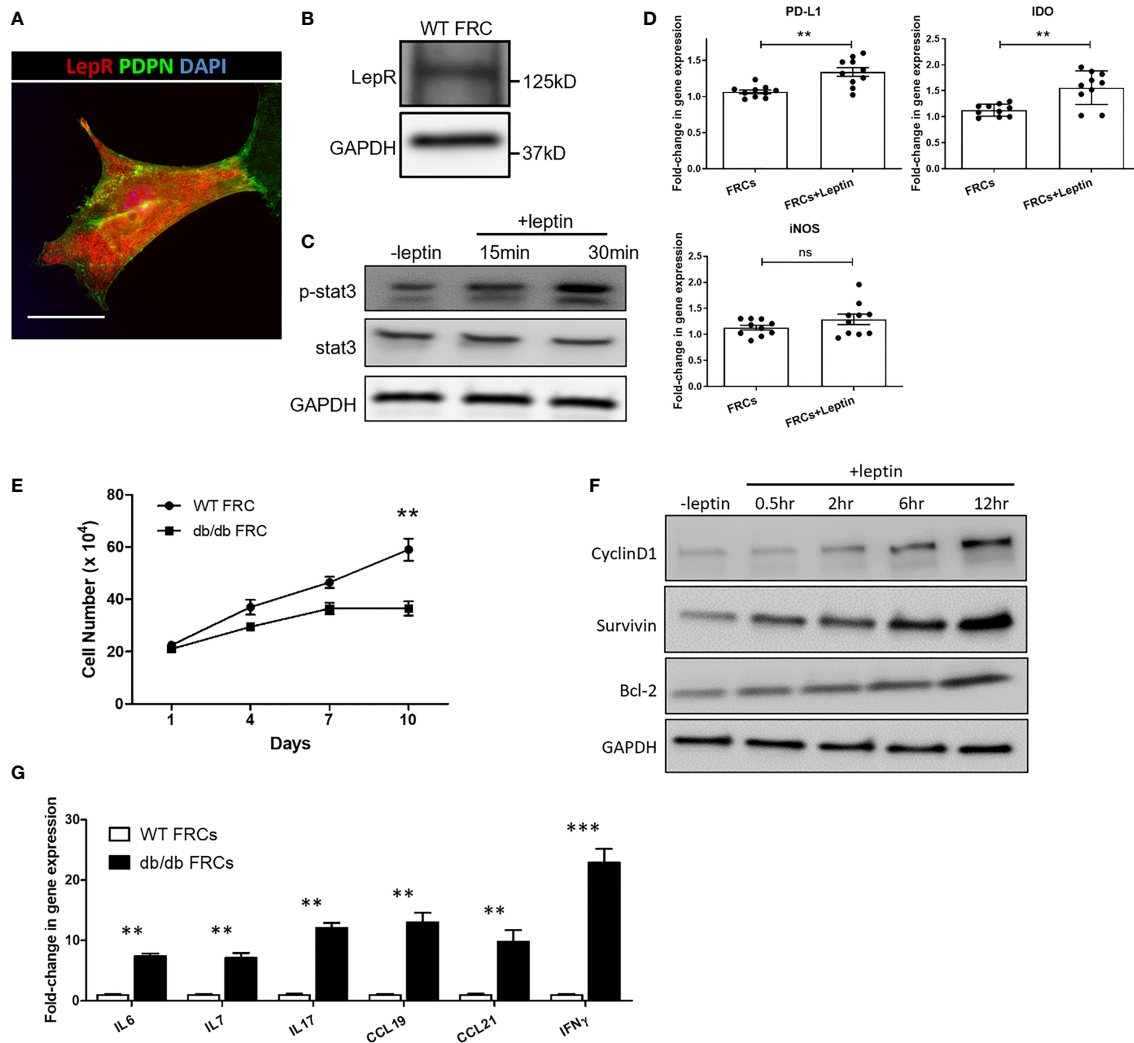 A
LepR PDPN DAPI
B
WT FRC
LepR
125kD
GAPDH
37kD
C
+leptin
-leptin 15min 30min
p-stat3
stat3
GAPDH
D
PD-L1
Fold-change in gene expression
1.5
1.0
0.5
0.0
**
FRCs
FRCs+Leptin
IDO
Fold-change in gene expression
2.5
2.0
1.5
1.0
0.5
0.0
**
FRCs
FRCs+Leptin
iNOS
Fold-change in gene expression
2.5
2.0
1.5
1.0
0.5
0.0
ns
FRCs
FRCs+Leptin
E
WT FRC
db/db FRC
**
Cell Number (x 10⁴)
80
60
40
20
0
1 4 7 10
Days
F
+leptin
-leptin 0.5hr 2hr 6hr 12hr
CyclinD1
Survivin
Bcl-2
GAPDH
G
WT FRCs
db/db FRCs
Fold-change in gene expression
30
20
10
0
** ** ** ** ** ***
IL6 IL7 IL17 CCL19 CCL21 IFNγ